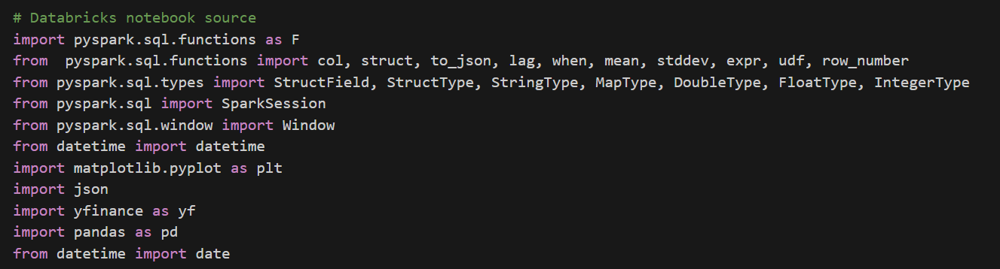 # Databricks notebook source
import pyspark.sql.functions as F
from  pyspark.sql.functions import col, struct, to_json, lag, when, mean, stddev, expr, udf, row_number
from pyspark.sql.types import StructField, StructType, StringType, MapType, DoubleType, FloatType, IntegerType
from pyspark.sql import SparkSession
from pyspark.sql.window import Window
from datetime import datetime
import matplotlib.pyplot as plt
import json
import yfinance as yf
import pandas as pd
from datetime import date